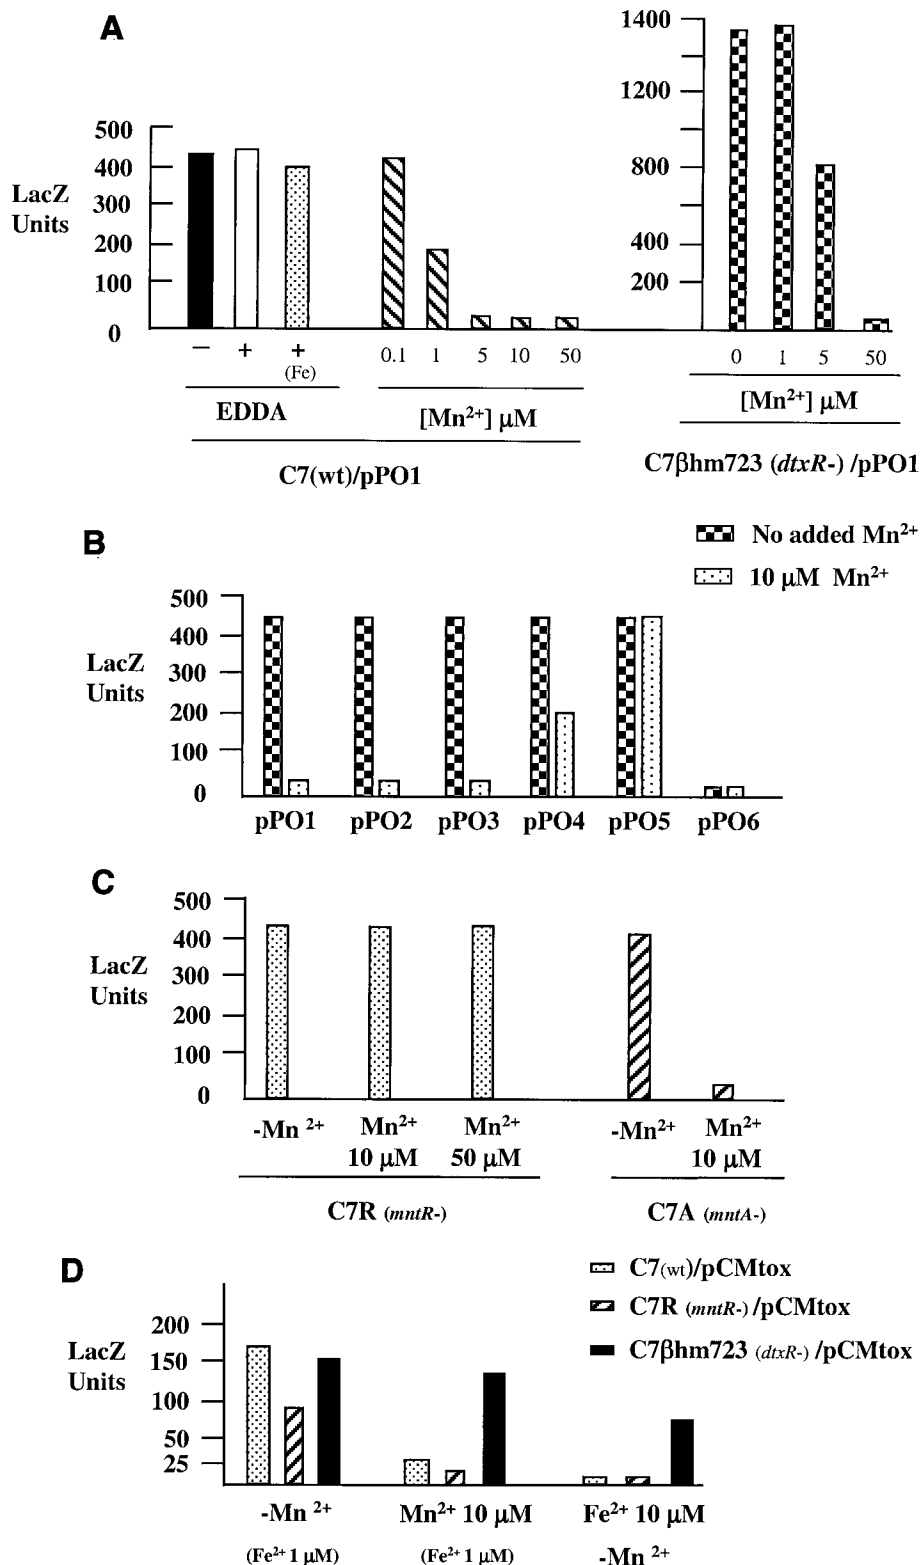 A
LacZ
Units
500
400
300
200
100
0
1400
1200
800
400
200
− + +
(Fe)
EDDA
0.1 1 5 10 50
[Mn²⁺] µM
C7(wt)/pPO1
0 1 5 50
[Mn²⁺] µM
C7βhm723 (dtxR-) /pPO1
B
No added Mn²⁺
10 µM Mn²⁺
LacZ
Units
500
400
300
200
100
0
pPO1 pPO2 pPO3 pPO4 pPO5 pPO6
C
LacZ
Units
500
400
300
200
100
0
-Mn ²⁺ Mn²⁺ Mn²⁺ -Mn²⁺ Mn²⁺
10 µM 50 µM 10 µM
C7R (mntR-) C7A (mntA-)
D
C7(wt)/pCMtox
C7R (mntR-) /pCMtox
C7βhm723 (dtxR-) /pCMtox
LacZ
Units
200
150
100
50
25
-Mn ²⁺ Mn²⁺ 10 µM Fe²⁺ 10 µM
(Fe²⁺ 1 µM) (Fe²⁺ 1 µM) -Mn ²⁺